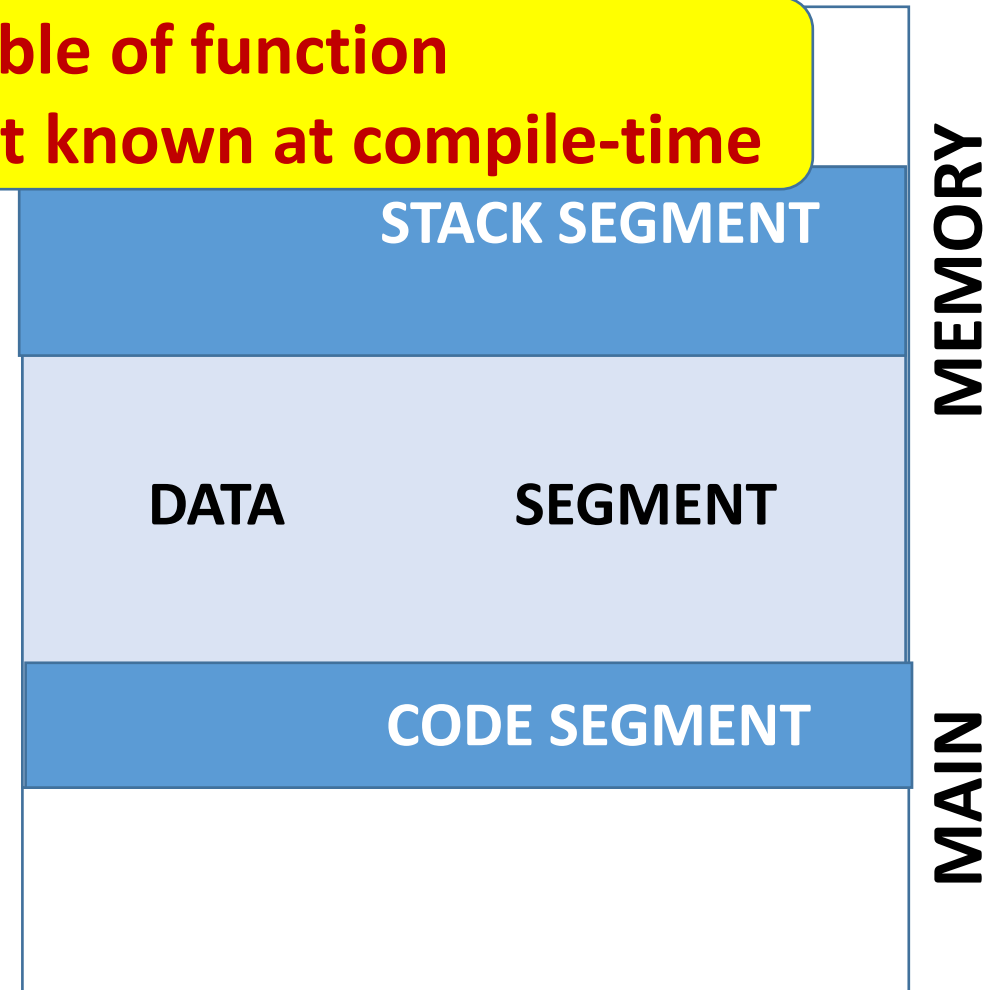 ble of function
t known at compile-time
STACK SEGMENT
DATA SEGMENT
CODE SEGMENT
MAIN MEMORY